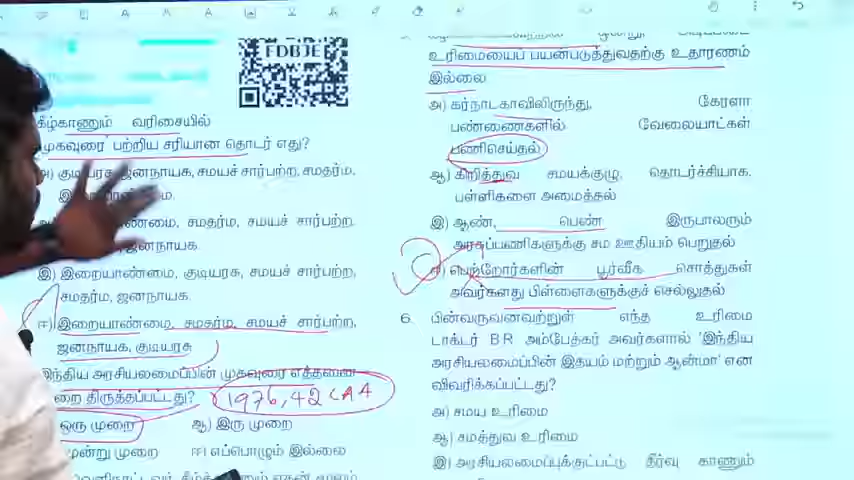 FDBJE
கீழ்காணும் வரிசையில்
முகவுரை' பற்றிய சரியான தொடர் எது?
குடியரசு, ஜனநாயக, சமயச் சார்பற்ற, சமதர்ம,
சமதர்ம, சமயச் சார்பற்ற,
ஜனநாயக
இ) இறையாண்மை, குடியரசு, சமயச் சார்பற்ற,
சமதர்ம, ஜனநாயக
ஈ) இறையாண்மை, சமதர்ம, சமயச் சார்பற்ற,
ஜனநாயக, குடியரசு
இந்திய அரசியலமைப்பின் முகவுரை எத்தனை
திருத்தப்பட்டது?
1976, 42 CAA
ஒரு முறை ஆ) இரு முறை
மூன்று முறை ஈ) எப்பொழும் இல்லை
உரிமையைப் பயன்படுத்துவதற்கு உதாரணம்
இல்லை
அ) கர்நாடகாவிலிருந்து, கேரளா
பண்ணைகளில் வேலையாட்கள்
பணிசெய்தல்
ஆ) கிறித்துவ சமயக்குழு, தொடர்ச்சியாக.
பள்ளிகளை அமைத்தல்
இ) ஆண், பெண் இருபாலரும்
அரசுப்பணிகளுக்கு சம ஊதியம் பெறுதல்
ஈ) பெற்றோர்களின் பூர்வீக சொத்துகள்
அவர்களது பிள்ளைகளுக்குச் செல்லுதல்
6. பின்வருவனவற்றுள் எந்த உரிமை
டாக்டர் BR அம்பேத்கர் அவர்களால் 'இந்திய
அரசியலமைப்பின் இதயம் மற்றும் ஆன்மா' என
விவரிக்கப்பட்டது?
அ) சமய உரிமை
ஆ) சமத்துவ உரிமை
இ) அரசியலமைப்புக்குட்பட்டு தீர்வு காணும்